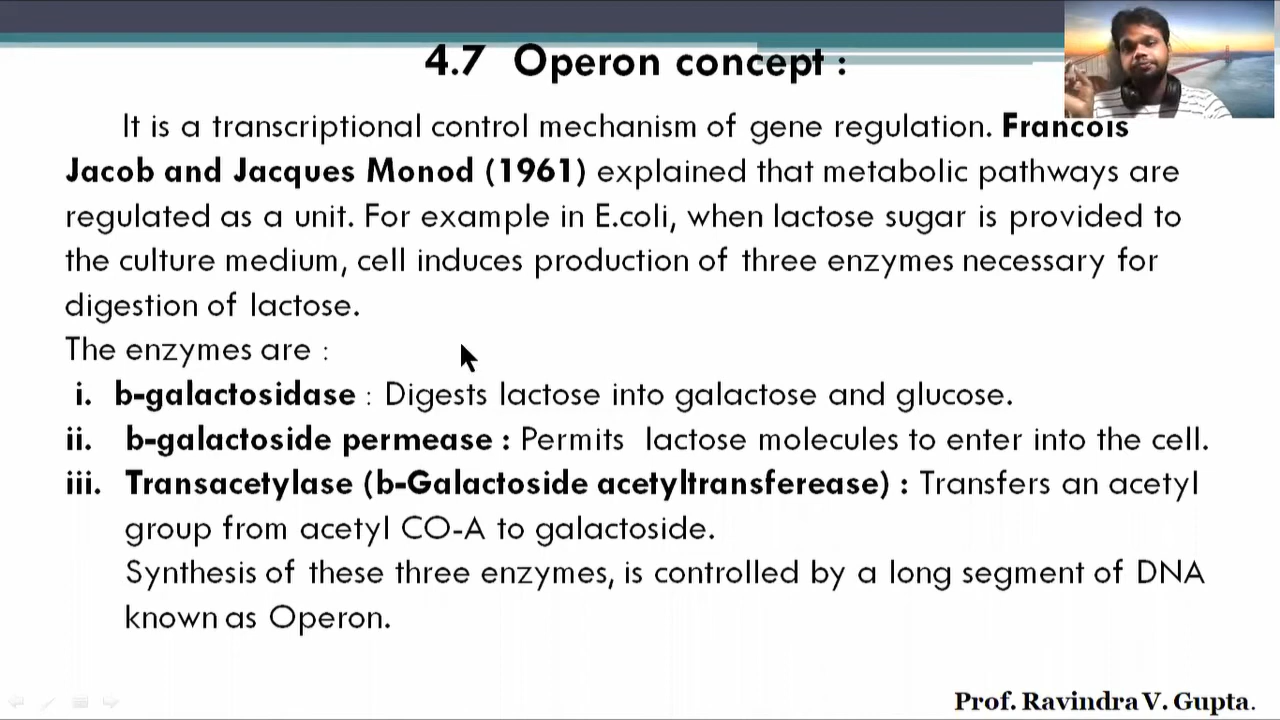 4.7 Operon concept :
It is a transcriptional control mechanism of gene regulation. Francois
Jacob and Jacques Monod (1961) explained that metabolic pathways are
regulated as a unit. For example in E.coli, when lactose sugar is provided to
the culture medium, cell induces production of three enzymes necessary for
digestion of lactose.
The enzymes are :
i. b-galactosidase : Digests lactose into galactose and glucose.
ii. b-galactoside permease : Permits lactose molecules to enter into the cell.
iii. Transacetylase (b-Galactoside acetyltransferease) : Transfers an acetyl
group from acetyl CO-A to galactoside.
Synthesis of these three enzymes, is controlled by a long segment of DNA
known as Operon.
Prof. Ravindra V. Gupta.